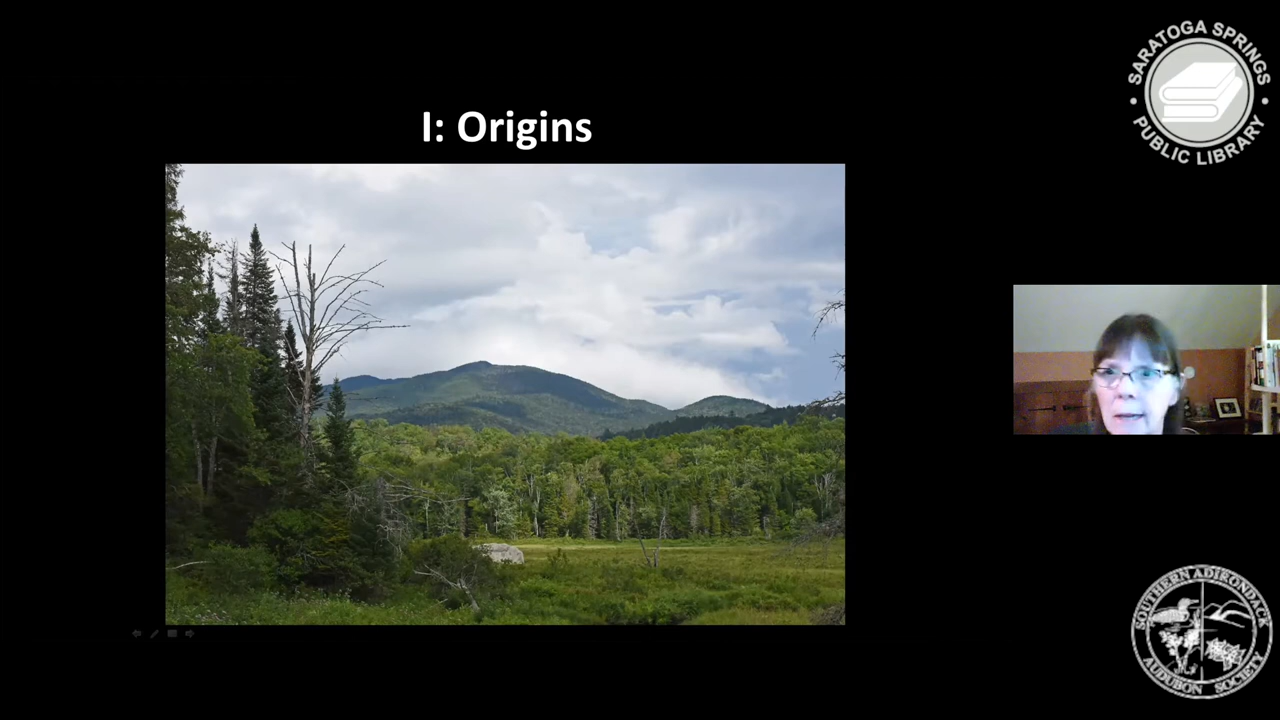 I: Origins
SARATOGA SPRINGS
PUBLIC LIBRARY
SOUTHERN ADIRONDACK
AUDUBON SOCIETY